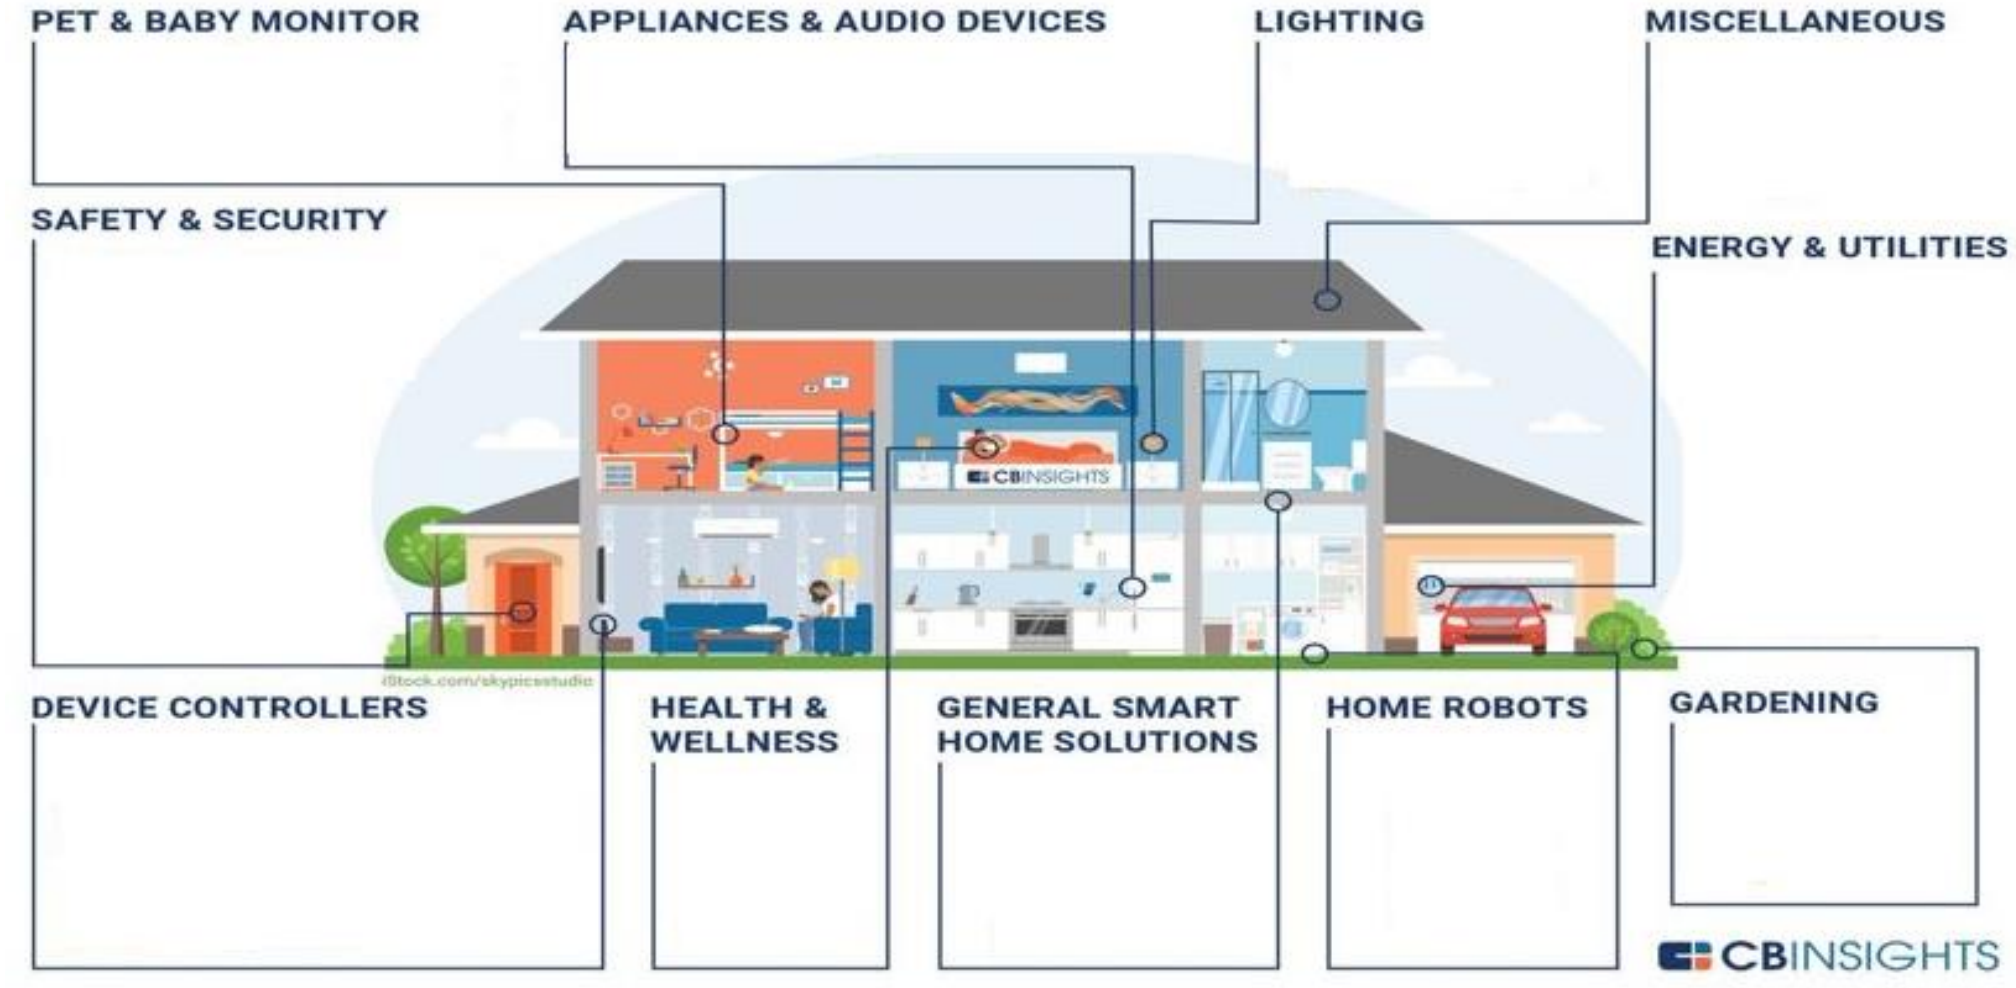 PET & BABY MONITOR
APPLIANCES & AUDIO DEVICES
LIGHTING
MISCELLANEOUS
SAFETY & SECURITY
ENERGY & UTILITIES
CBINSIGHTS
iStock.com/skypicsstudio
DEVICE CONTROLLERS
HEALTH &
WELLNESS
GENERAL SMART
HOME SOLUTIONS
HOME ROBOTS
GARDENING
CBINSIGHTS